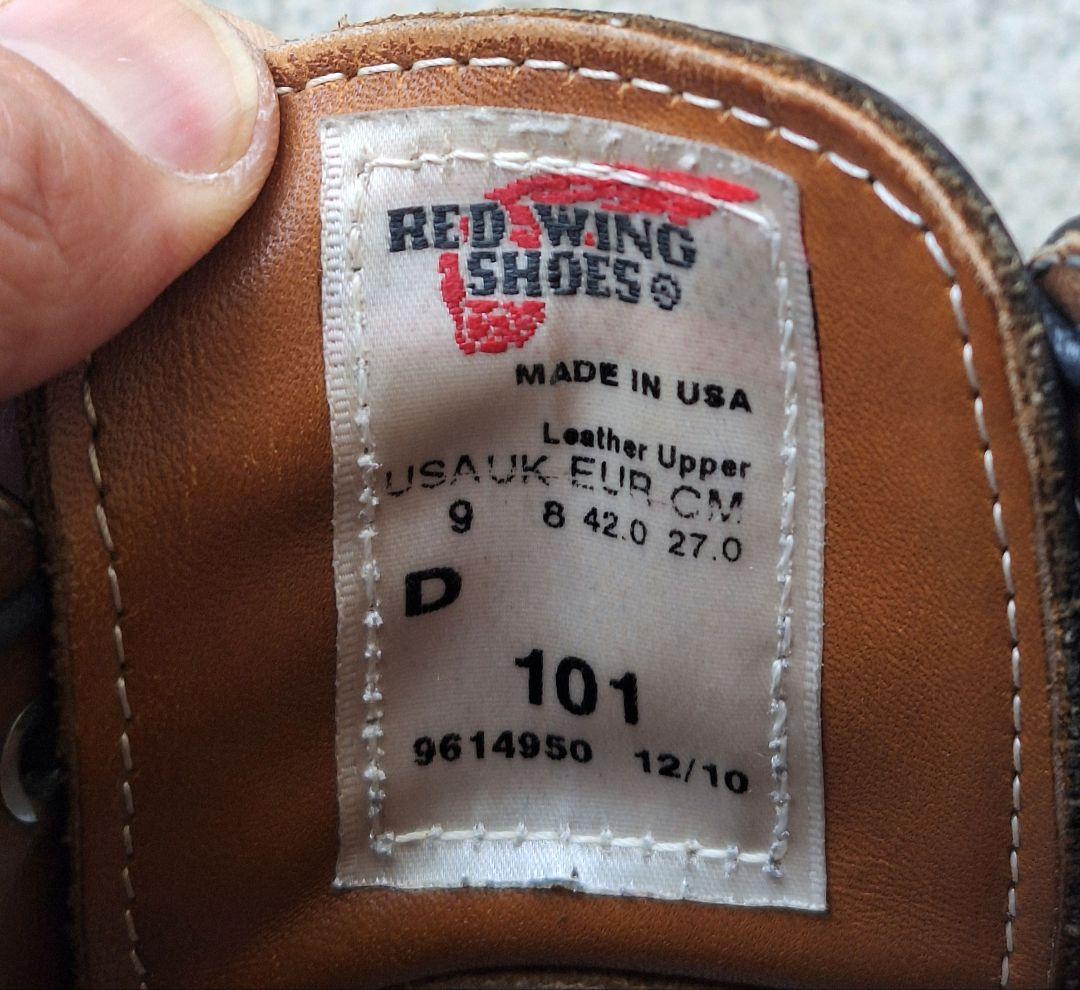 RED WING
SHOES®
MADE IN USA
Leather Upper
USA UK EUR CM
9 8 42.0 27.0
D
101
9614950 12/10